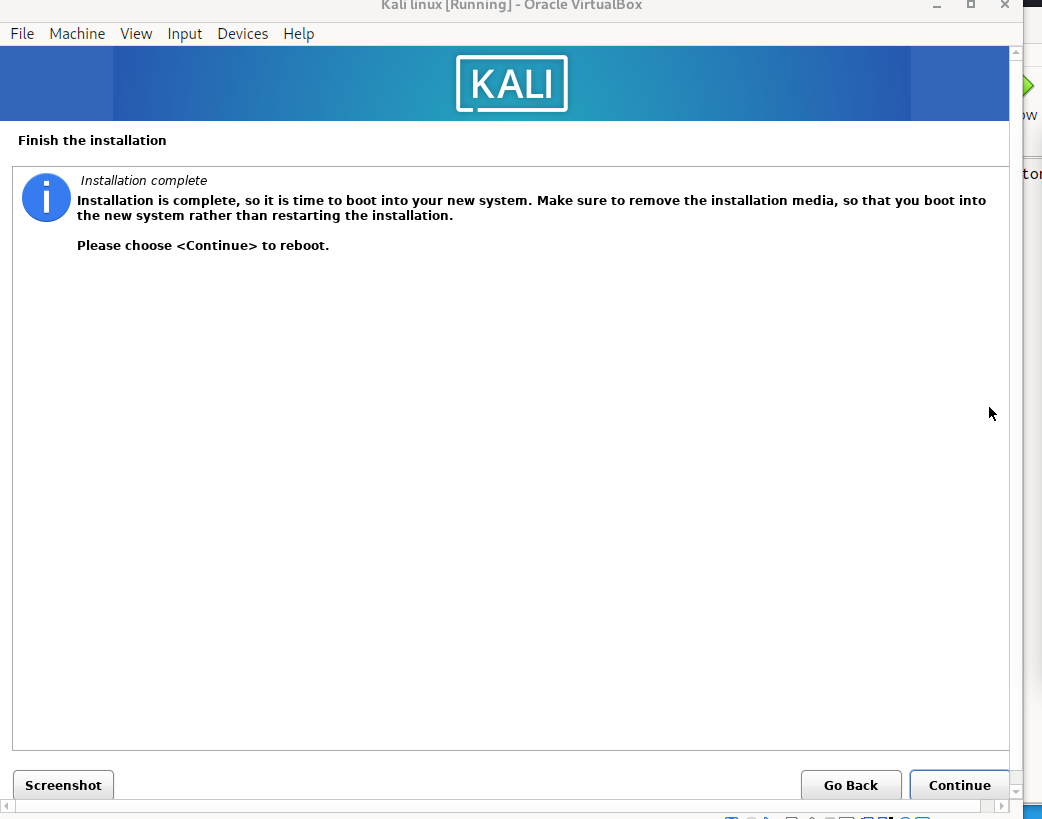 Kali linux [Running] - Oracle VirtualBox
File Machine View Input Devices Help
KALI
ow
Finish the installation
tor
Installation complete
Installation is complete, so it is time to boot into your new system. Make sure to remove the installation media, so that you boot into
the new system rather than restarting the installation.
Please choose <Continue> to reboot.
Screenshot Go Back Continue